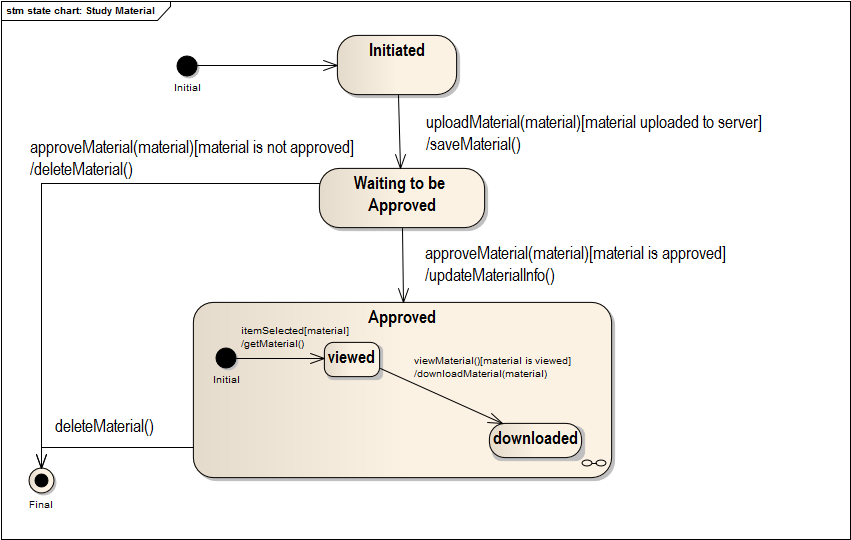 stm state chart: Study Material
Initiated
Initial
uploadMaterial(material)[material uploaded to server]
/saveMaterial()
approveMaterial(material)[material is not approved]
/deleteMaterial()
Waiting to be
Approved
approveMaterial(material)[material is approved]
/updateMaterialInfo()
Approved
itemSelected[material]
/getMaterial()
viewed
Initial
viewMaterial()[material is viewed]
/downloadMaterial(material)
deleteMaterial()
downloaded
Final